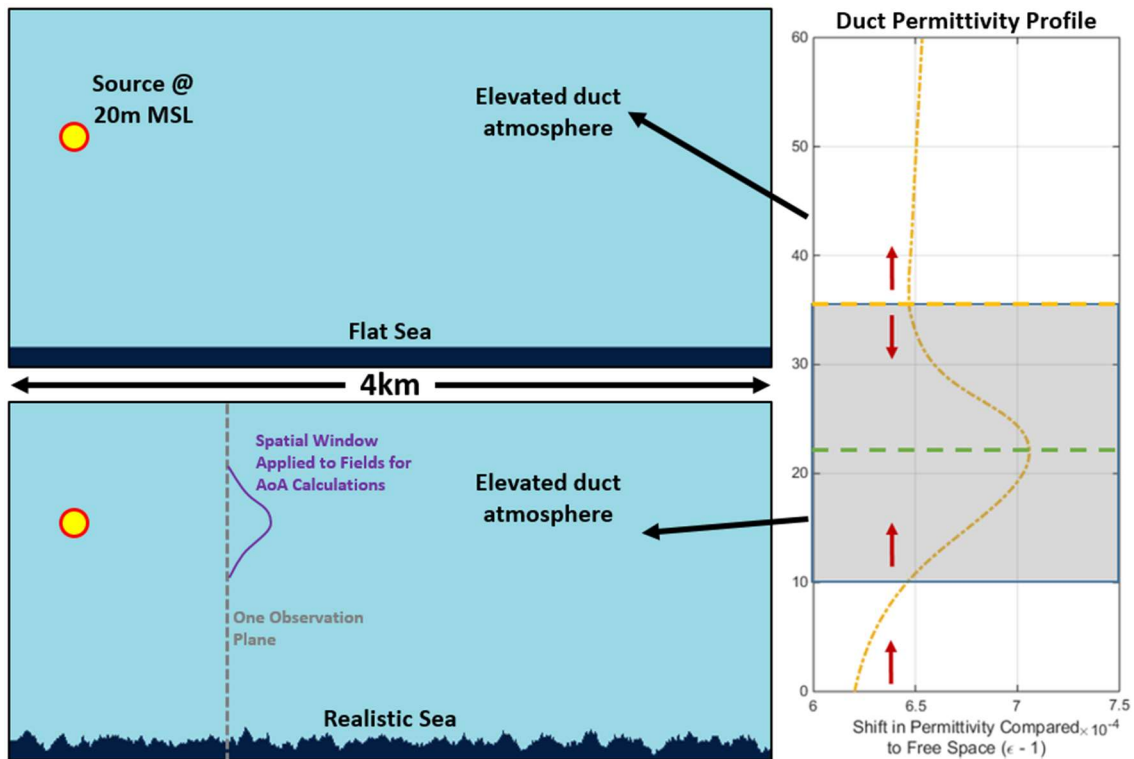 Source @
20m MSL
Elevated duct
atmosphere
Flat Sea
4km
Spatial Window
Applied to Fields for
AoA Calculations
Elevated duct
atmosphere
One Observation
Plane
Realistic Sea
Duct Permittivity Profile
60
50
40
30
20
10
0
6
6.5
7
7.5
Shift in Permittivity Compared ×10⁻⁴
to Free Space (ϵ - 1)